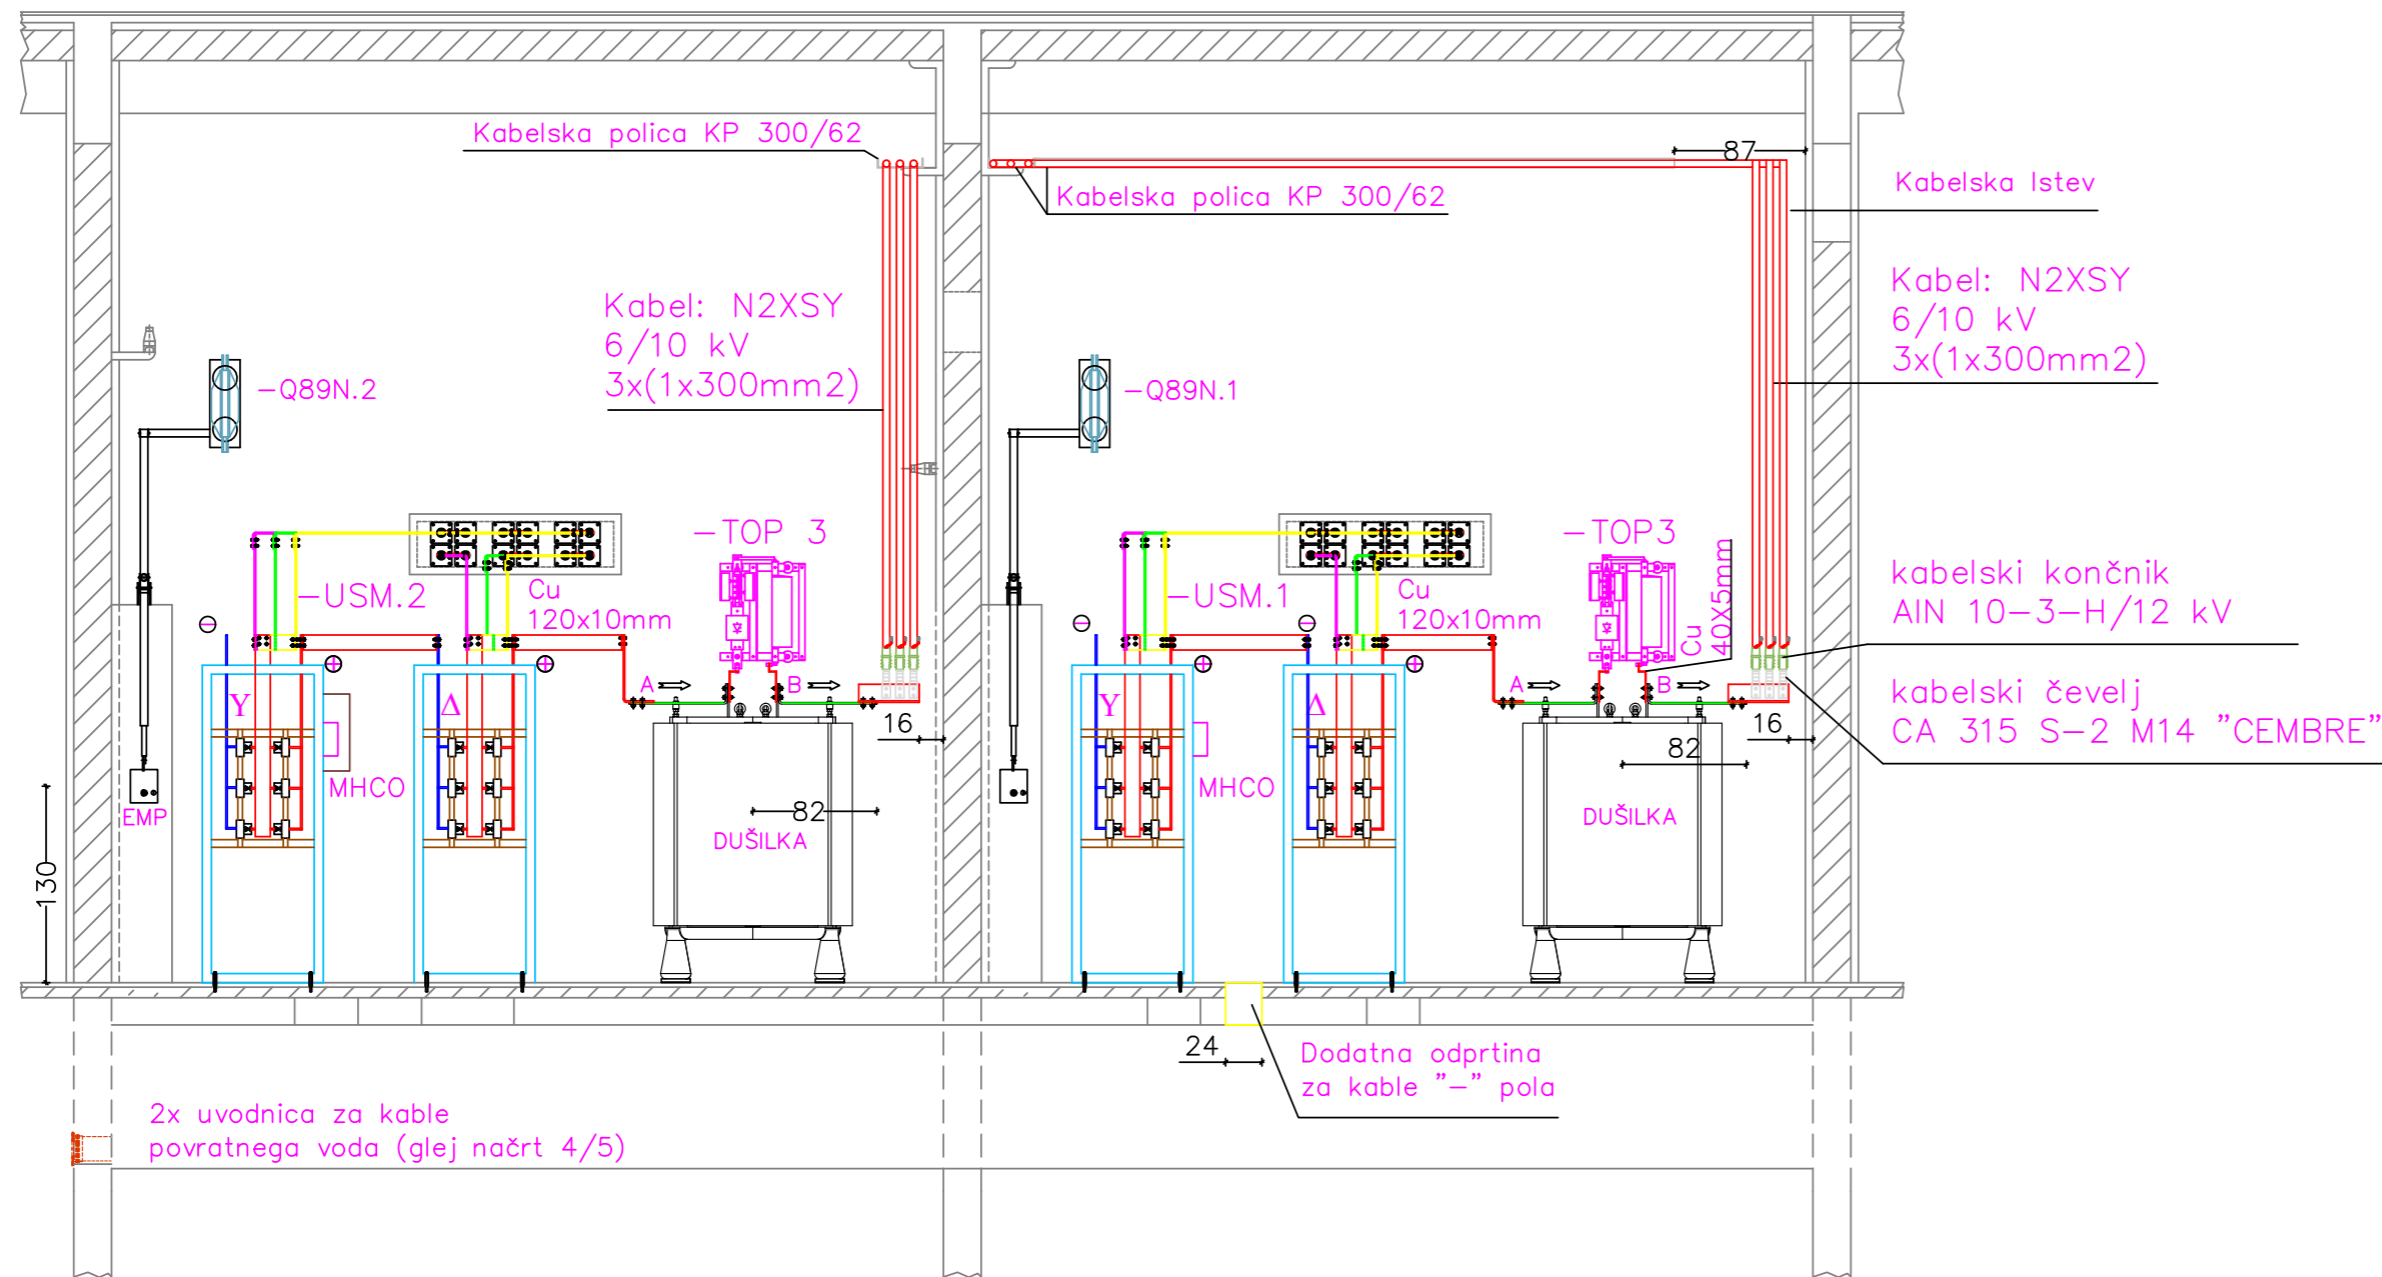 Kabelska polica KP 300/62
87
Kabelska polica KP 300/62
Kabelska lstev
Kabel: N2XSY
6/10 kV
3x(1x300mm2)
Kabel: N2XSY
6/10 kV
3x(1x300mm2)
-Q89N.2
-Q89N.1
-TOP 3
-TOP3
-USM.2
Cu
120x10mm
-USM.1
Cu
120x10mm
Cu
40X5mm
kabelski končnik
AIN 10-3-H/12 kV
kabelski čevelj
CA 315 S-2 M14 "CEMBRE"
Y
Δ
A
B
16
Y
Δ
A
B
16
82
MHCO
EMP
82
DUŠILKA
MHCO
DUŠILKA
130
24
Dodatna odprtina
za kable "-" pola
2x uvodnica za kable
povratnega voda (glej načrt 4/5)